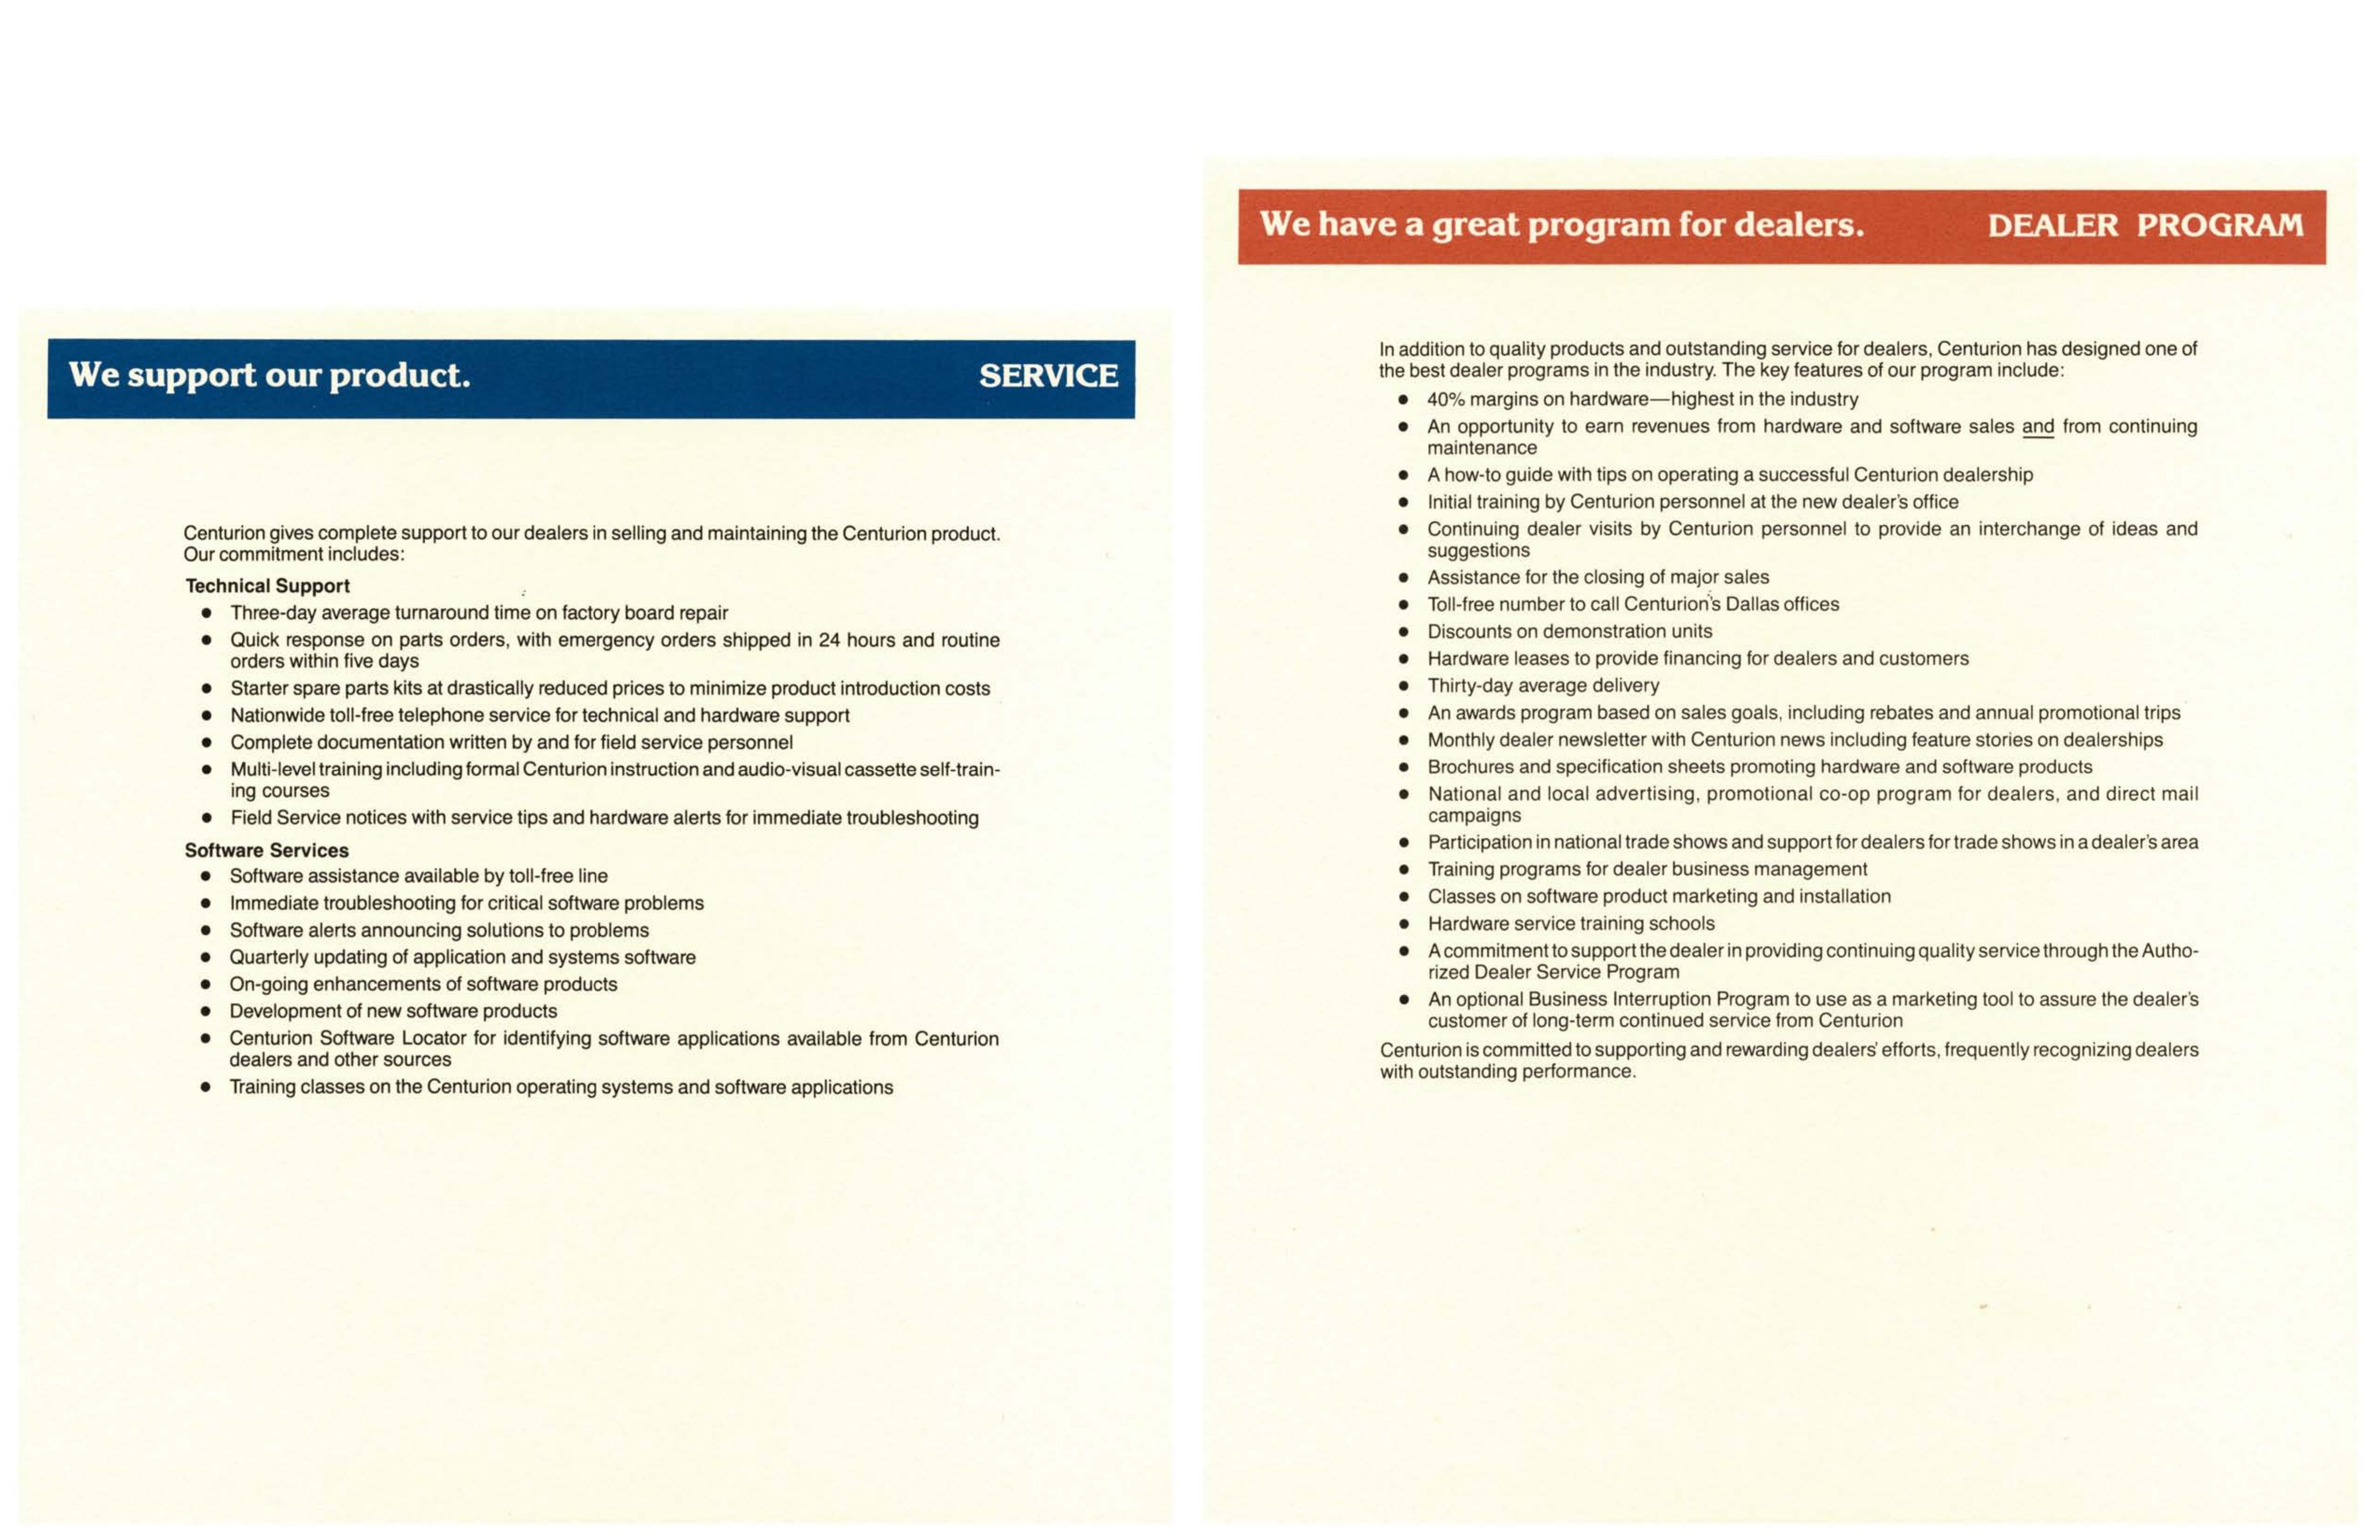 We support our product. SERVICE
Centurion gives complete support to our dealers in selling and maintaining the Centurion product.
Our commitment includes:
Technical Support
● Three-day average turnaround time on factory board repair
● Quick response on parts orders, with emergency orders shipped in 24 hours and routine
orders within five days
● Starter spare parts kits at drastically reduced prices to minimize product introduction costs
● Nationwide toll-free telephone service for technical and hardware support
● Complete documentation written by and for field service personnel
● Multi-level training including formal Centurion instruction and audio-visual cassette self-train-
ing courses
● Field Service notices with service tips and hardware alerts for immediate troubleshooting
Software Services
● Software assistance available by toll-free line
● Immediate troubleshooting for critical software problems
● Software alerts announcing solutions to problems
● Quarterly updating of application and systems software
● On-going enhancements of software products
● Development of new software products
● Centurion Software Locator for identifying software applications available from Centurion
dealers and other sources
● Training classes on the Centurion operating systems and software applications
We have a great program for dealers. DEALER PROGRAM
In addition to quality products and outstanding service for dealers, Centurion has designed one of
the best dealer programs in the industry. The key features of our program include:
● 40% margins on hardware—highest in the industry
● An opportunity to earn revenues from hardware and software sales and from continuing
maintenance
● A how-to guide with tips on operating a successful Centurion dealership
● Initial training by Centurion personnel at the new dealer's office
● Continuing dealer visits by Centurion personnel to provide an interchange of ideas and
suggestions
● Assistance for the closing of major sales
● Toll-free number to call Centurion's Dallas offices
● Discounts on demonstration units
● Hardware leases to provide financing for dealers and customers
● Thirty-day average delivery
● An awards program based on sales goals, including rebates and annual promotional trips
● Monthly dealer newsletter with Centurion news including feature stories on dealerships
● Brochures and specification sheets promoting hardware and software products
● National and local advertising, promotional co-op program for dealers, and direct mail
campaigns
● Participation in national trade shows and support for dealers for trade shows in a dealer's area
● Training programs for dealer business management
● Classes on software product marketing and installation
● Hardware service training schools
● A commitment to support the dealer in providing continuing quality service through the Autho-
rized Dealer Service Program
● An optional Business Interruption Program to use as a marketing tool to assure the dealer's
customer of long-term continued service from Centurion
Centurion is committed to supporting and rewarding dealers' efforts, frequently recognizing dealers
with outstanding performance.